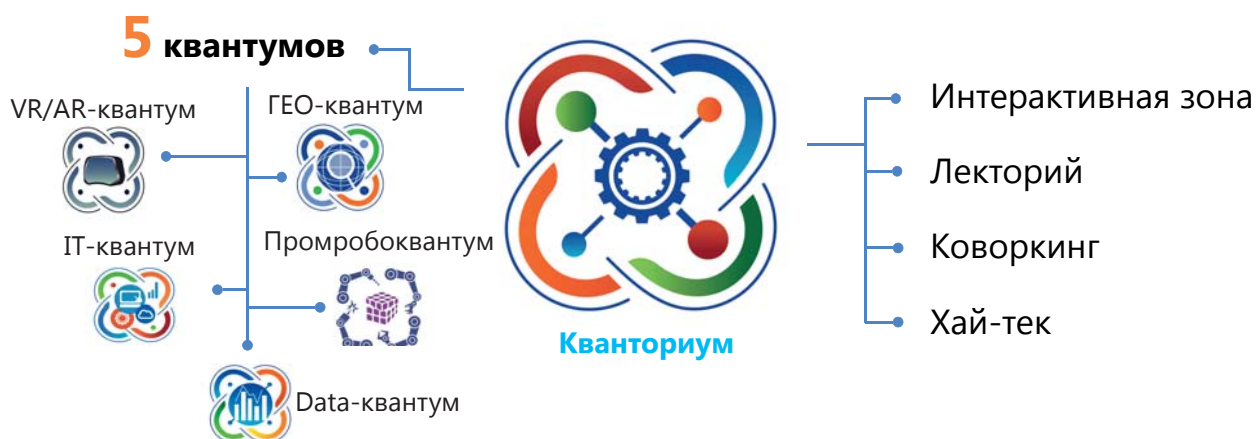 5 квантумов
VR/AR-квантум
ГЕО-квантум
IT-квантум
Промробоквантум
Data-квантум
Кванториум
Интерактивная зона
Лекторий
Коворкинг
Хай-тек